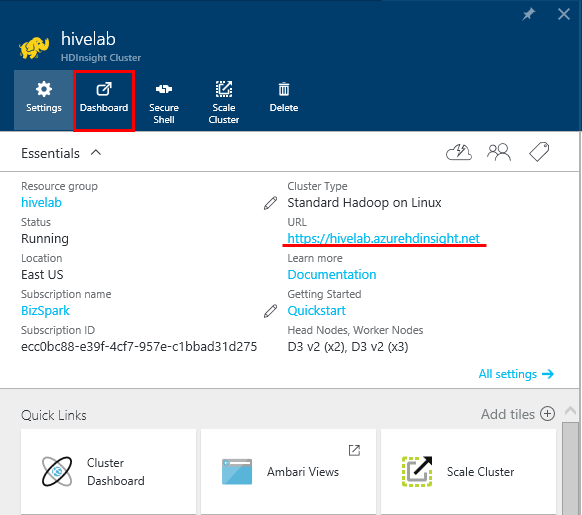 hivelab
HDInsight Cluster
Settings
Dashboard
Secure
Shell
Scale
Cluster
Delete
Essentials
Resource group
hivelab
Cluster Type
Standard Hadoop on Linux
Status
Running
URL
https://hivelab.azurehdinsight.net
Location
East US
Learn more
Documentation
Subscription name
BizSpark
Getting Started
Quickstart
Subscription ID
ecc0bc88-e39f-4cf7-957e-c1bbad31d275
Head Nodes, Worker Nodes
D3 v2 (x2), D3 v2 (x3)
All settings
Quick Links
Add tiles
Cluster
Dashboard
Ambari Views
Scale Cluster